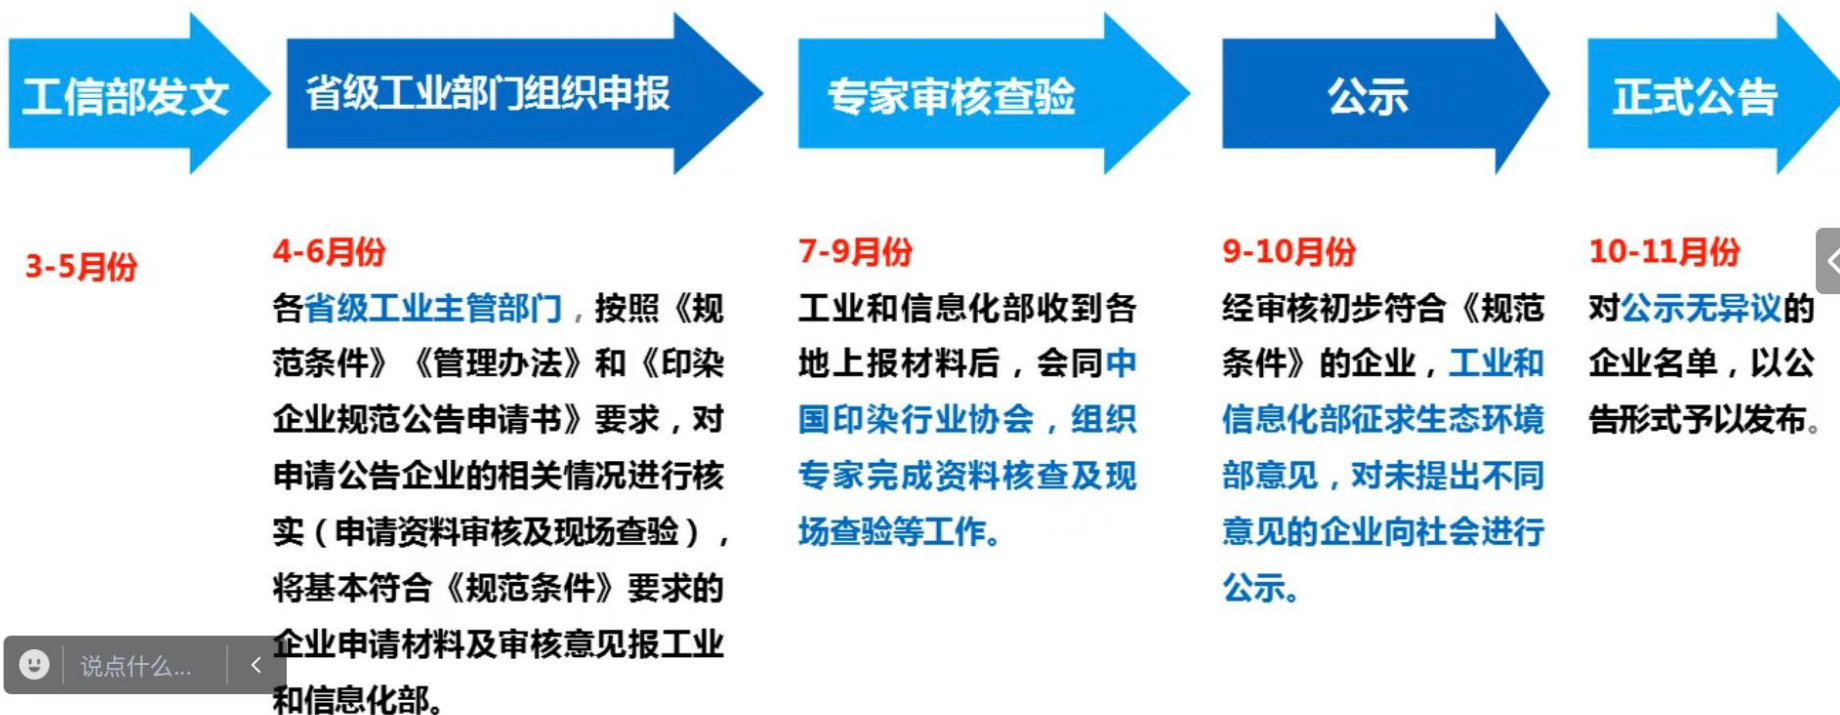 工信部发文
省级工业部门组织申报
专家审核查验
公示
正式公告
3-5月份
4-6月份
各省级工业主管部门，按照《规
范条件》《管理办法》和《印染
企业规范公告申请书》要求，对
申请公告企业的相关情况进行核
实（申请资料审核及现场查验），
将基本符合《规范条件》要求的
企业申请材料及审核意见报工业
和信息化部。
7-9月份
工业和信息化部收到各
地上报材料后，会同中
国印染行业协会，组织
专家完成资料核查及现
场查验等工作。
9-10月份
经审核初步符合《规范
条件》的企业，工业和
信息化部征求生态环境
部意见，对未提出不同
意见的企业向社会进行
公示。
10-11月份
对公示无异议的
企业名单，以公
告形式予以发布。
说点什么...